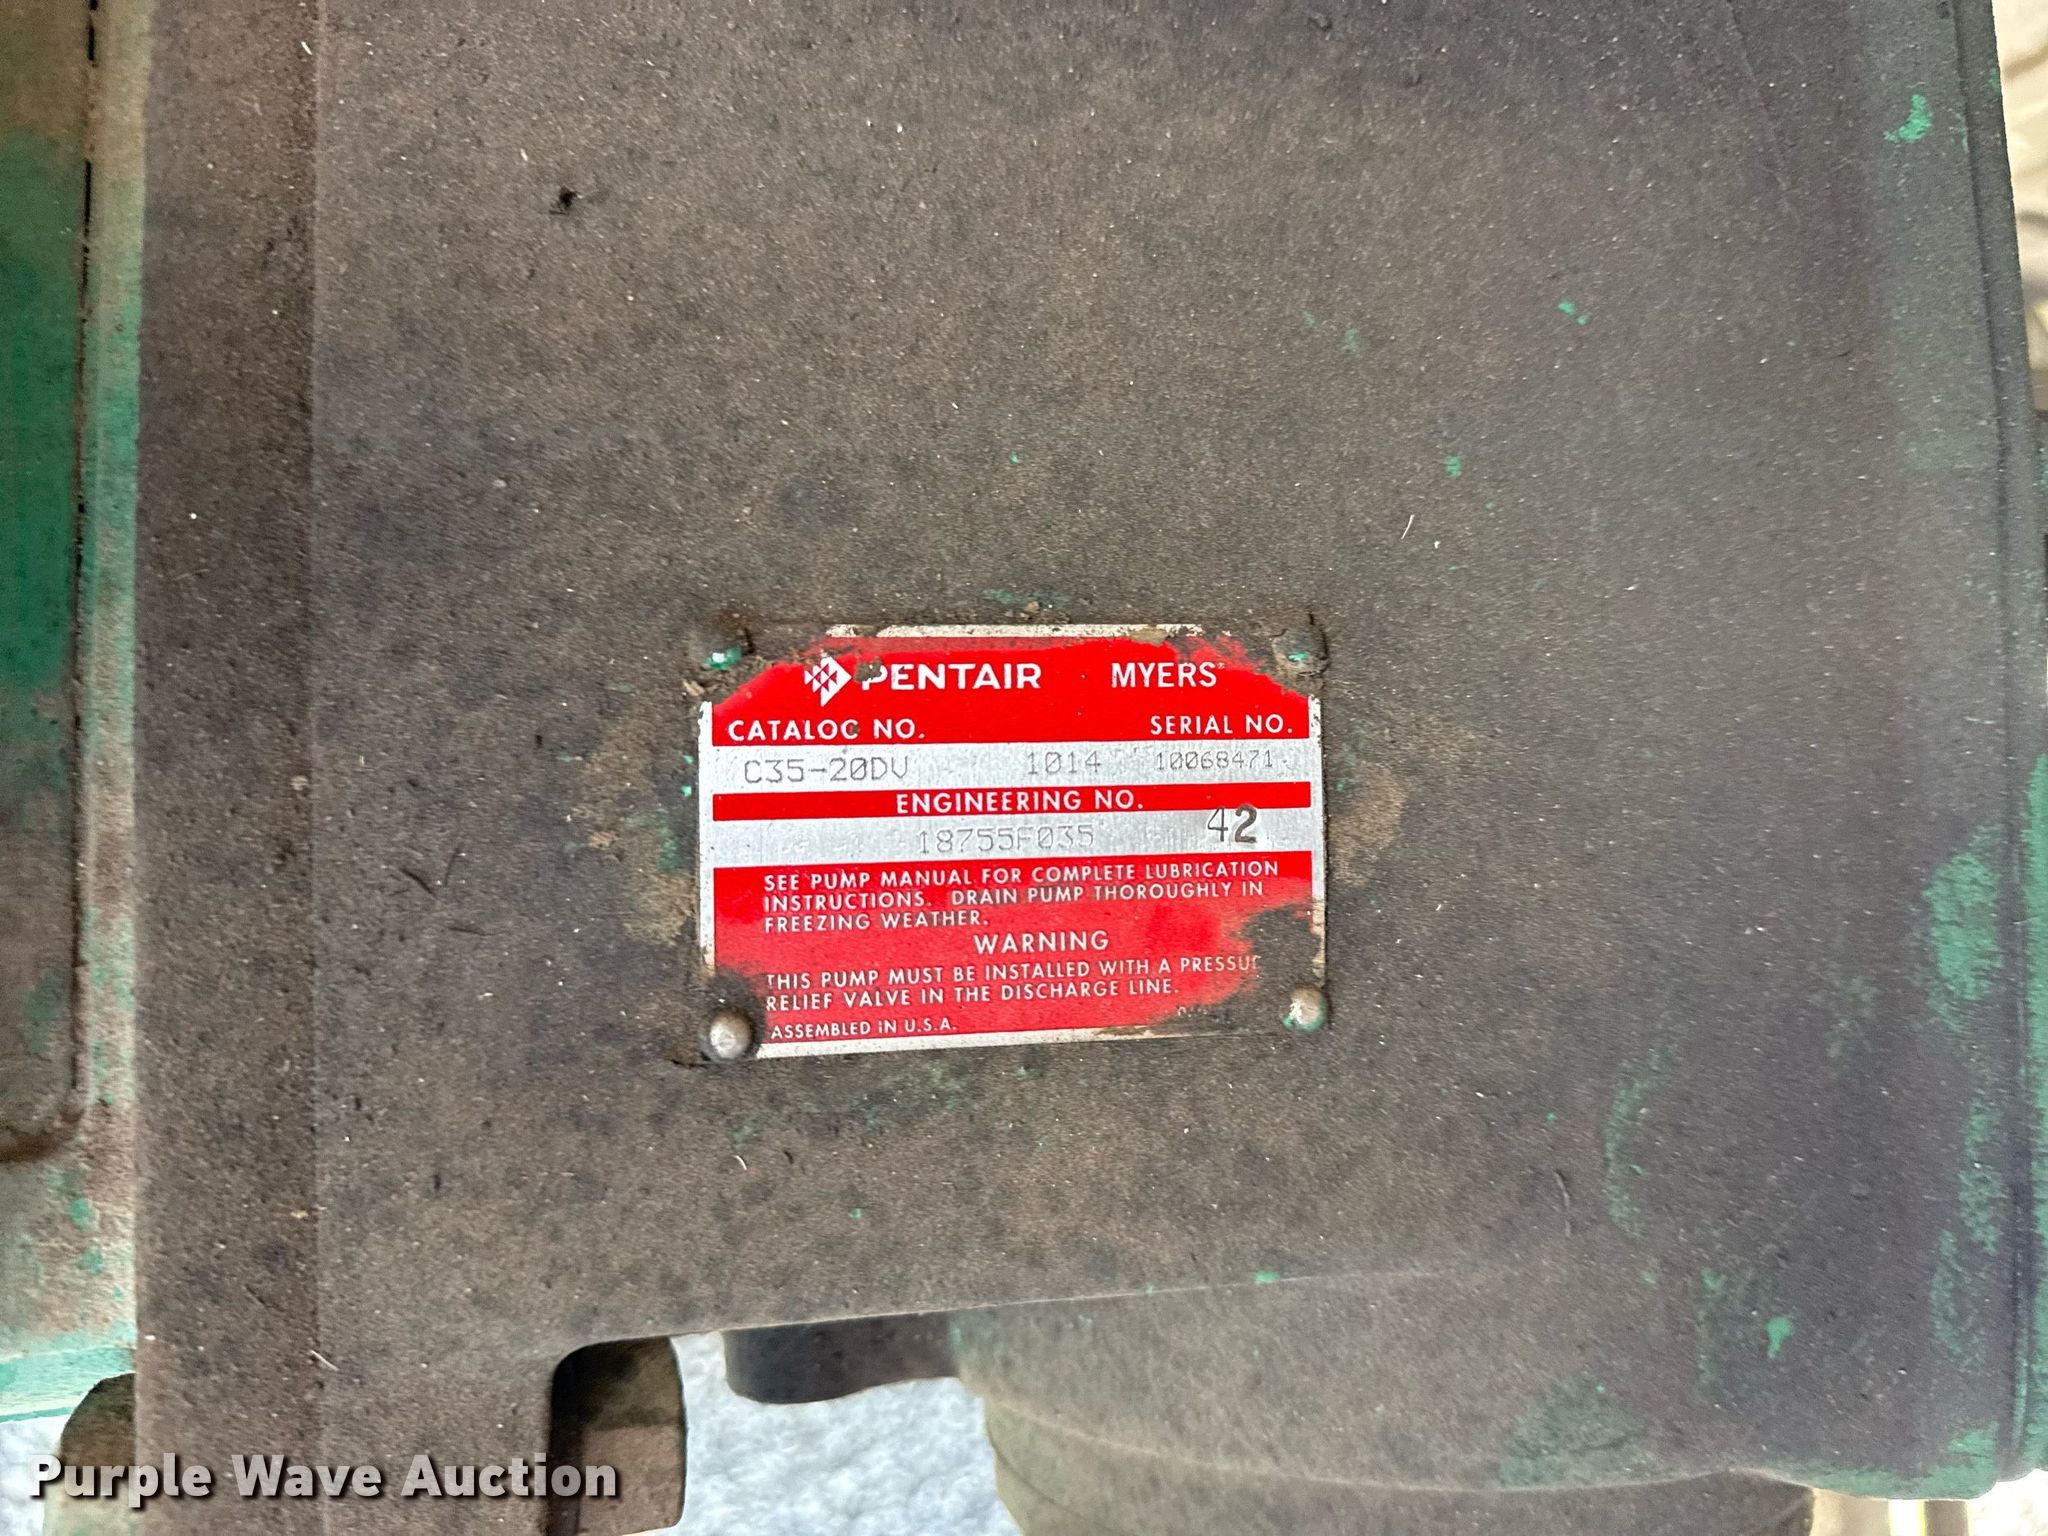 PENTAIR MYERS
CATALOG NO. SERIAL NO.
C35-20DV 1014 10068471
ENGINEERING NO.
18755F035 42
SEE PUMP MANUAL FOR COMPLETE LUBRICATION
INSTRUCTIONS. DRAIN PUMP THOROUGHLY IN
FREEZING WEATHER.
WARNING
THIS PUMP MUST BE INSTALLED WITH A
RELIEF VALVE IN THE DISCHARGE LINE.
ASSEMBLED IN U.S.A.
Purple Wave Auction